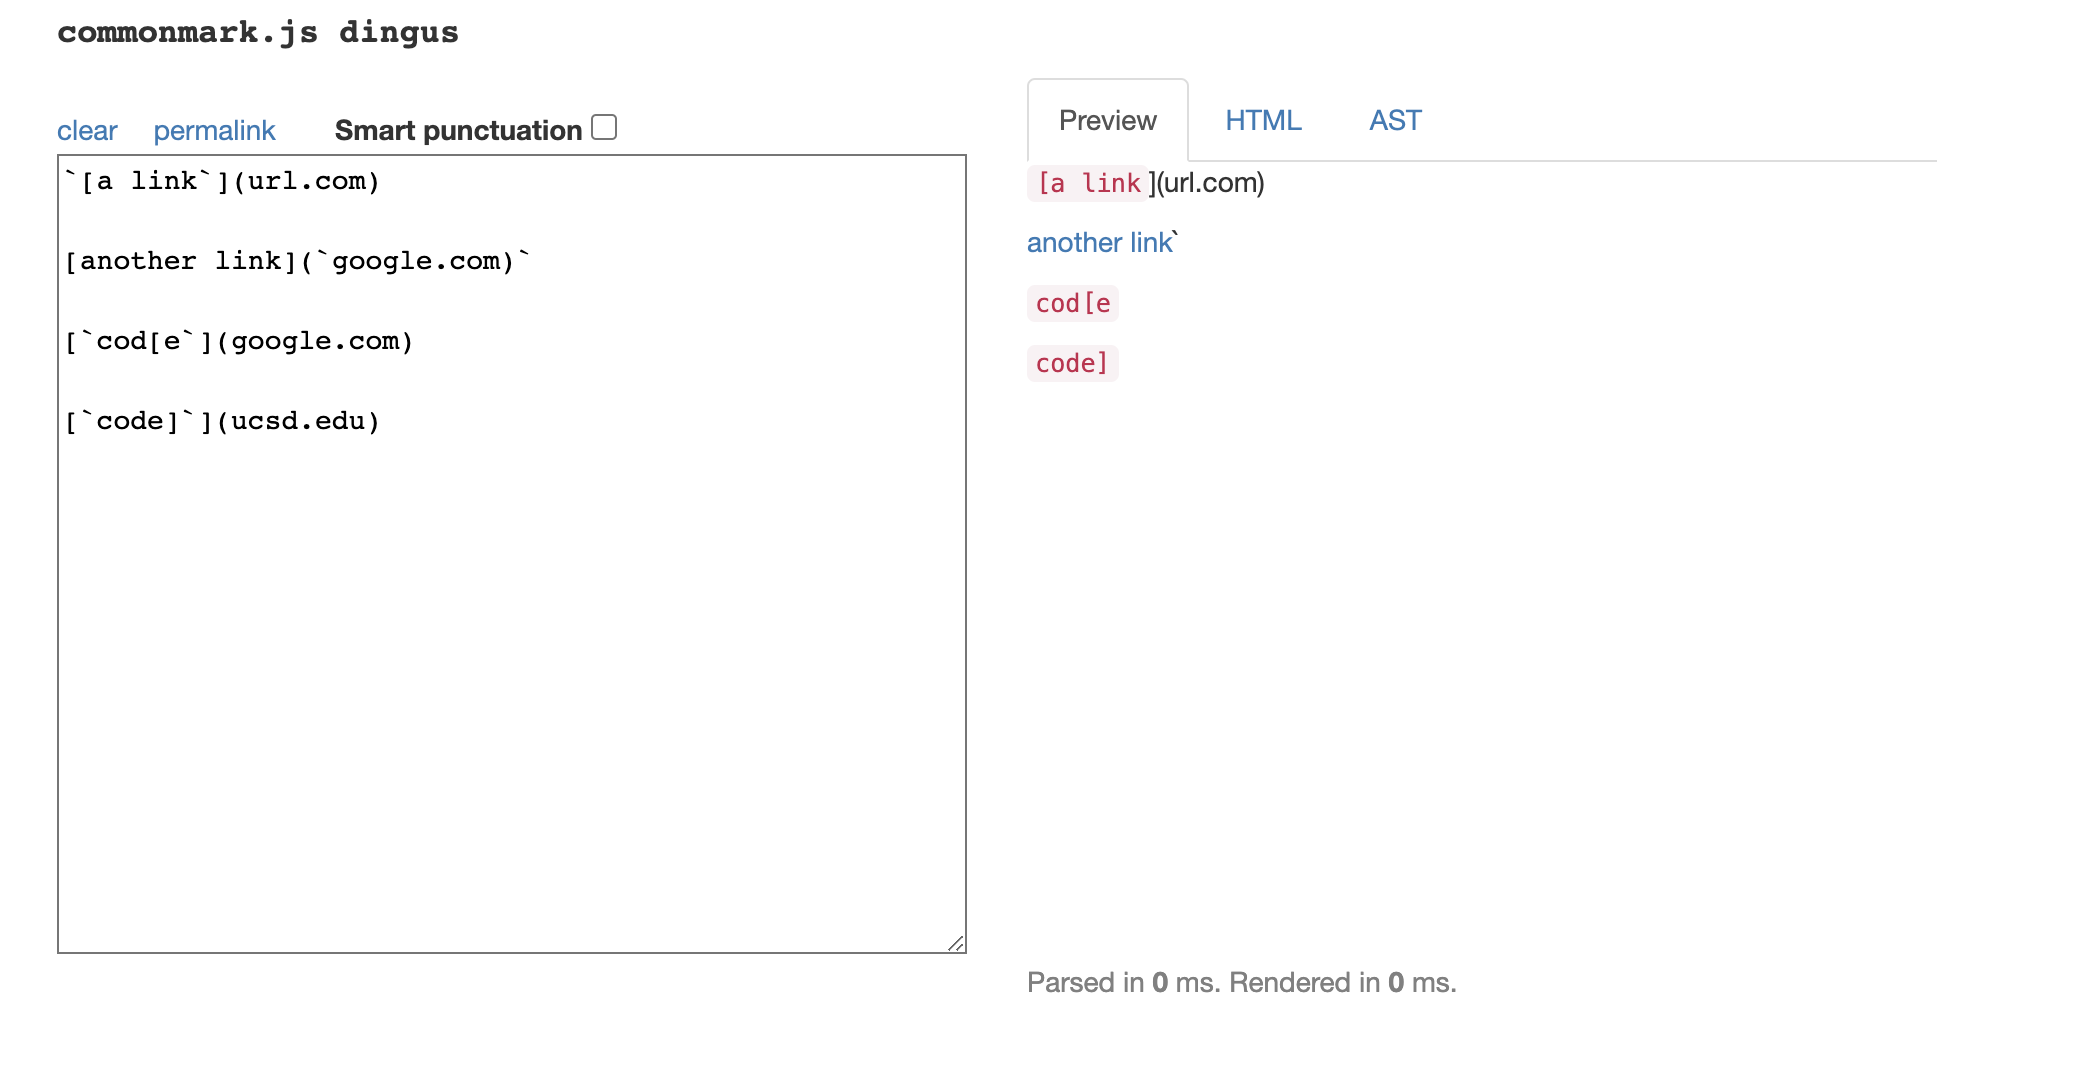 commonmark.js dingus
clear permalink Smart punctuation
`[a link`](url.com)
[another link](`google.com)`
[`cod[e`](google.com)
[`code]`](ucsd.edu)
Preview HTML AST
[a link](url.com)
another link`
cod[e
code]
Parsed in 0 ms. Rendered in 0 ms.